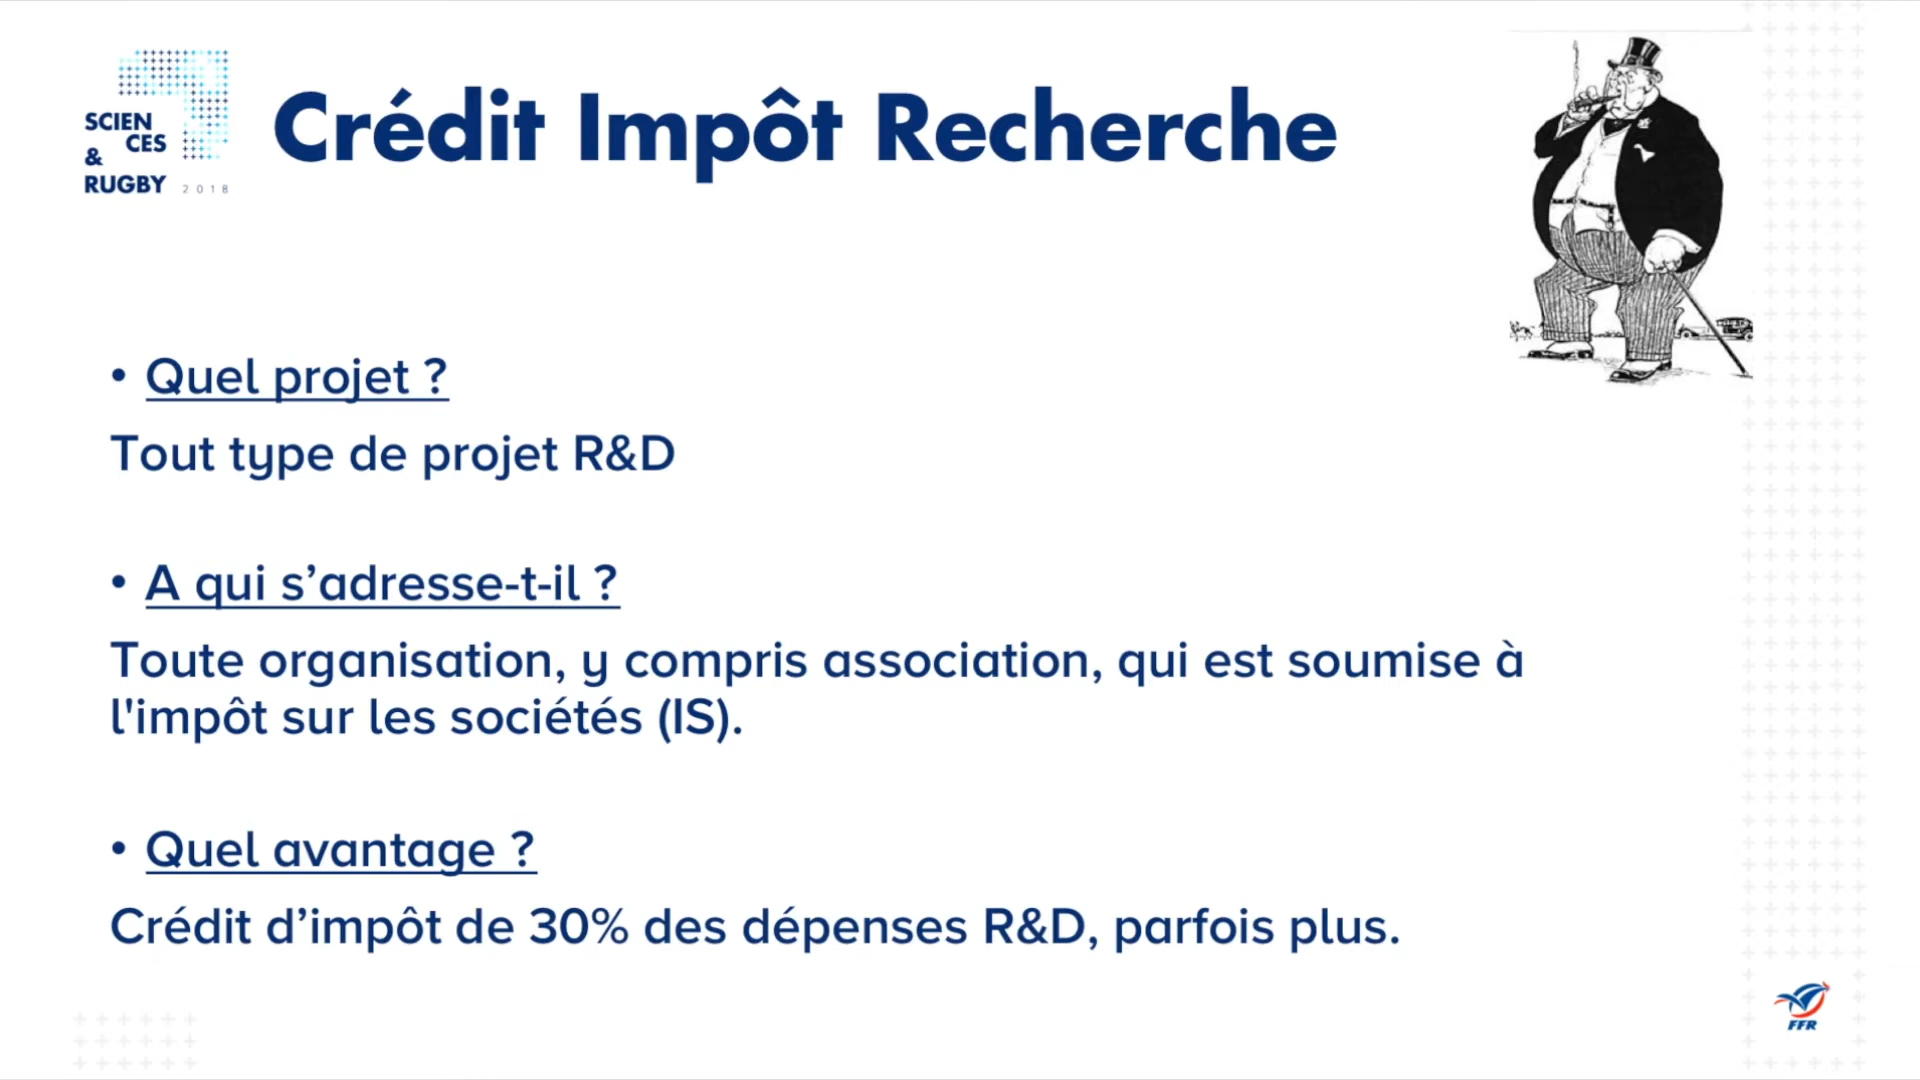 SCIEN
CES
&
RUGBY 2018
Crédit Impôt Recherche
• Quel projet ?
Tout type de projet R&D
• A qui s’adresse-t-il ?
Toute organisation, y compris association, qui est soumise à
l'impôt sur les sociétés (IS).
• Quel avantage ?
Crédit d’impôt de 30% des dépenses R&D, parfois plus.
FFR